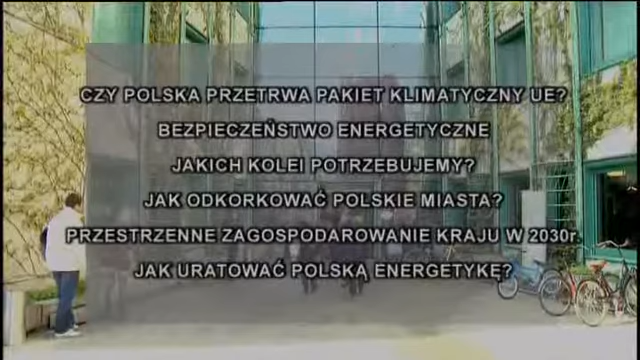 CZY POLSKA PRZETRWA PAKIET KLIMATYCZNY UE?
BEZPIECZEŃSTWO ENERGETYCZNE
JAKICH KOLEI POTRZEBUJEMY?
JAK ODKORKOWAĆ POLSKIE MIASTA?
PRZESTRZENNE ZAGOSPODAROWANIE KRAJU W 2030r.
JAK URATOWAĆ POLSKĄ ENERGETYKĘ?